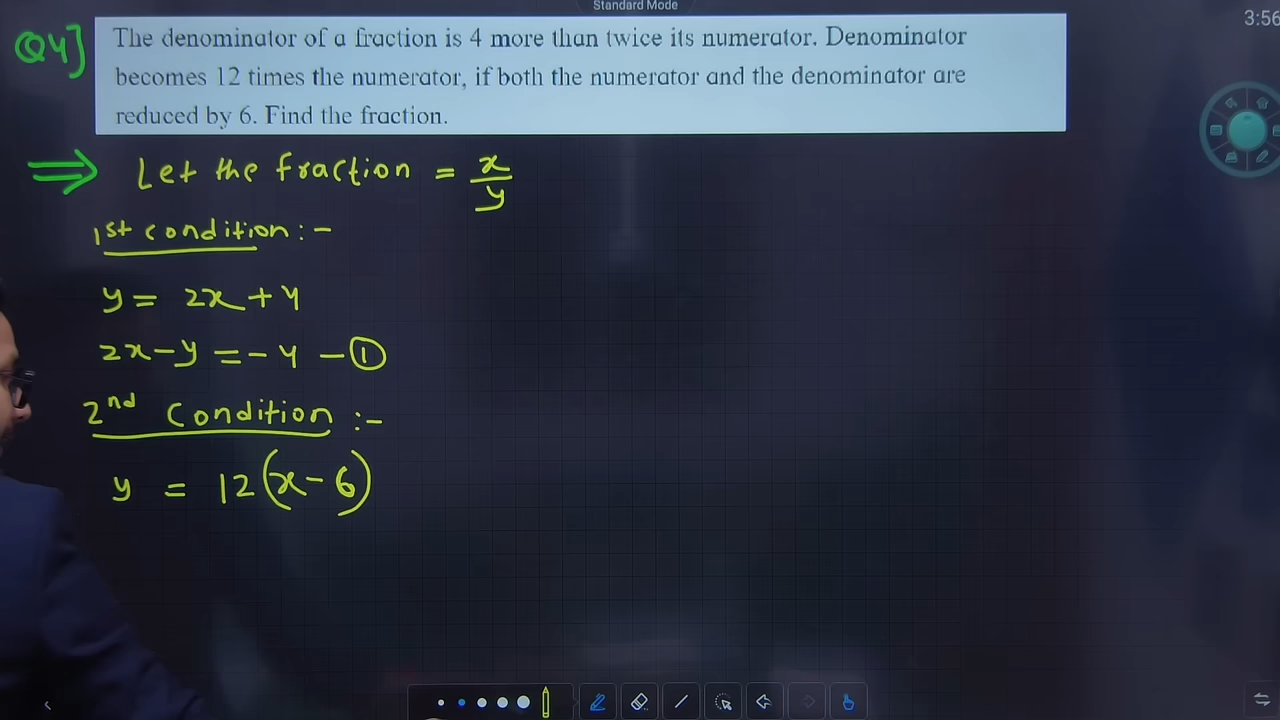 Standard Mode
3:56
Q4]
The denominator of a fraction is 4 more than twice its numerator. Denominator
becomes 12 times the numerator, if both the numerator and the denominator are
reduced by 6. Find the fraction.
⇒ Let the fraction = x/y
1st condition :-
y = 2x + 4
2x - y = - 4 - ①
2nd Condition :-
y = 12(x - 6)